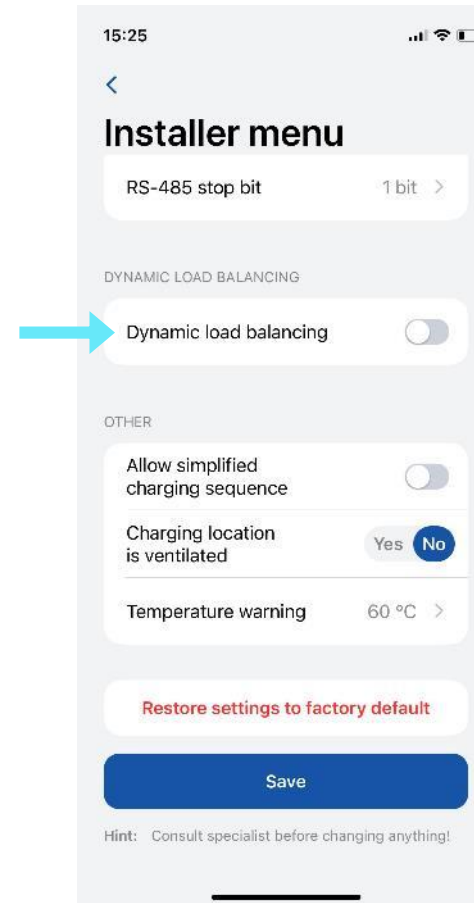 15:25
Installer menu
RS-485 stop bit 1 bit
DYNAMIC LOAD BALANCING
Dynamic load balancing
OTHER
Allow simplified
charging sequence
Charging location
is ventilated
Yes No
Temperature warning 60 °C
Restore settings to factory default
Save
Hint: Consult specialist before changing anything!